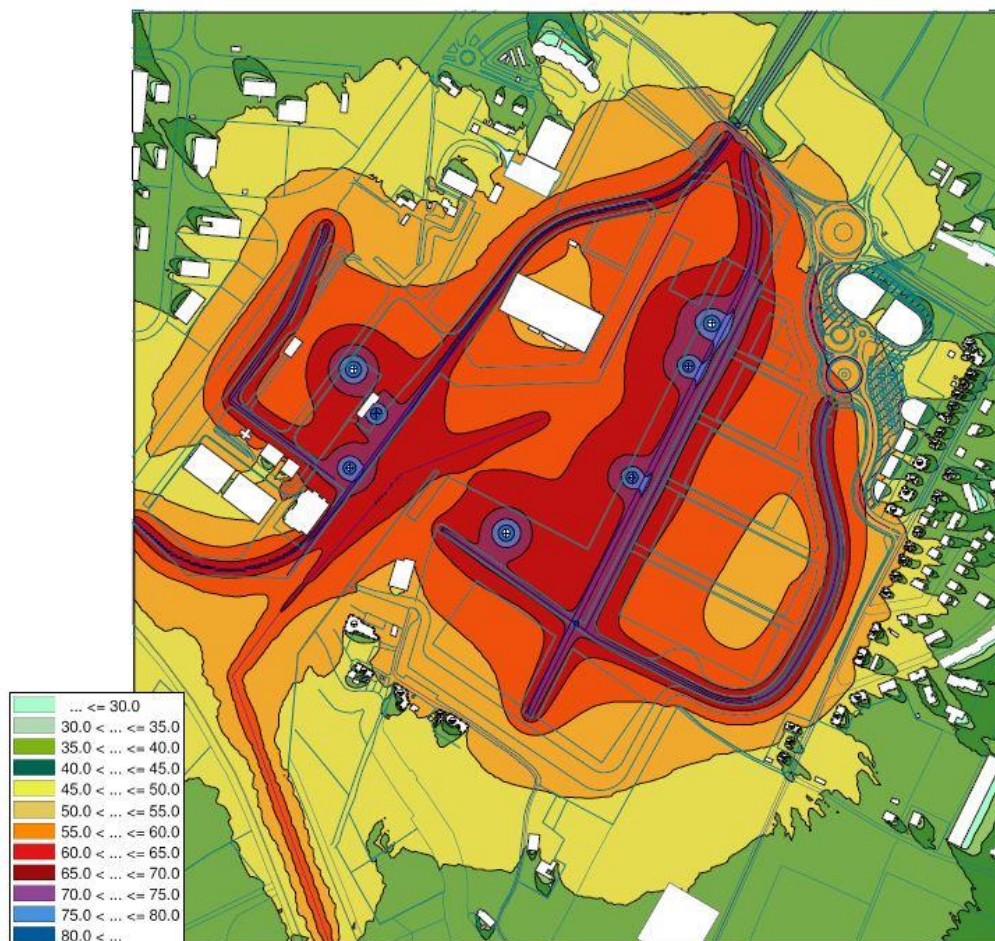 ... <= 30.0
30.0 < ... <= 35.0
35.0 < ... <= 40.0
40.0 < ... <= 45.0
45.0 < ... <= 50.0
50.0 < ... <= 55.0
55.0 < ... <= 60.0
60.0 < ... <= 65.0
65.0 < ... <= 70.0
70.0 < ... <= 75.0
75.0 < ... <= 80.0
80.0 < ...